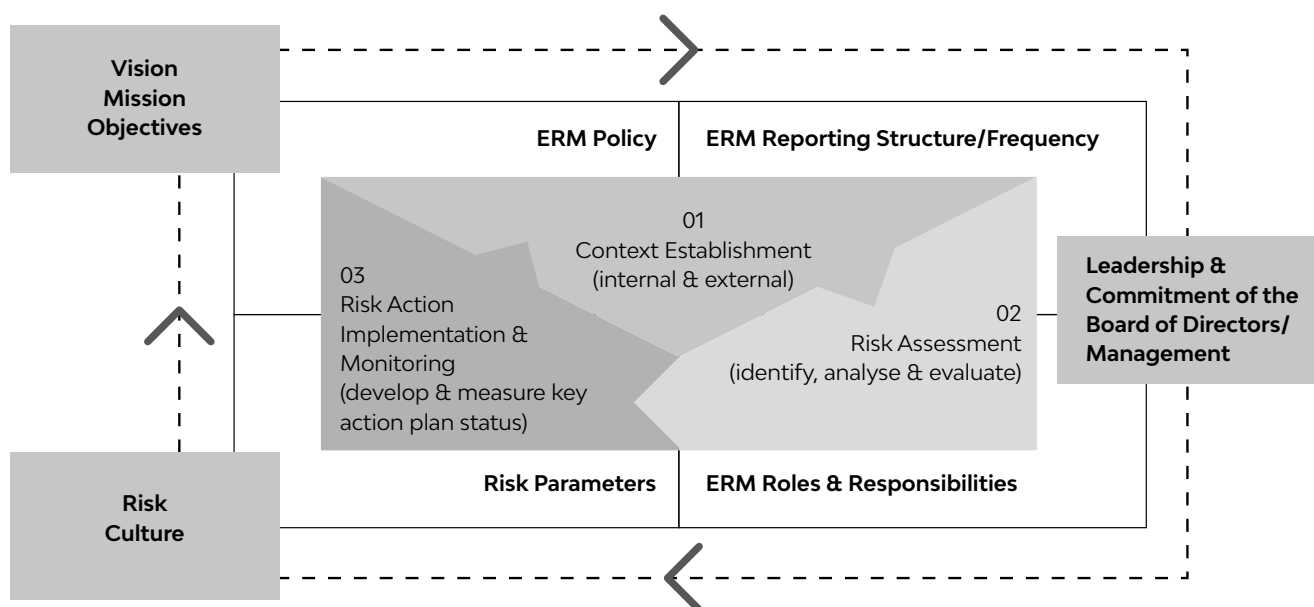 Vision
Mission
Objectives
ERM Policy
ERM Reporting Structure/Frequency
01
Context Establishment
(internal & external)
03
Risk Action
Implementation &
Monitoring
(develop & measure key
action plan status)
02
Risk Assessment
(identify, analyse & evaluate)
Leadership &
Commitment of the
Board of Directors/
Management
Risk Parameters
ERM Roles & Responsibilities
Risk
Culture